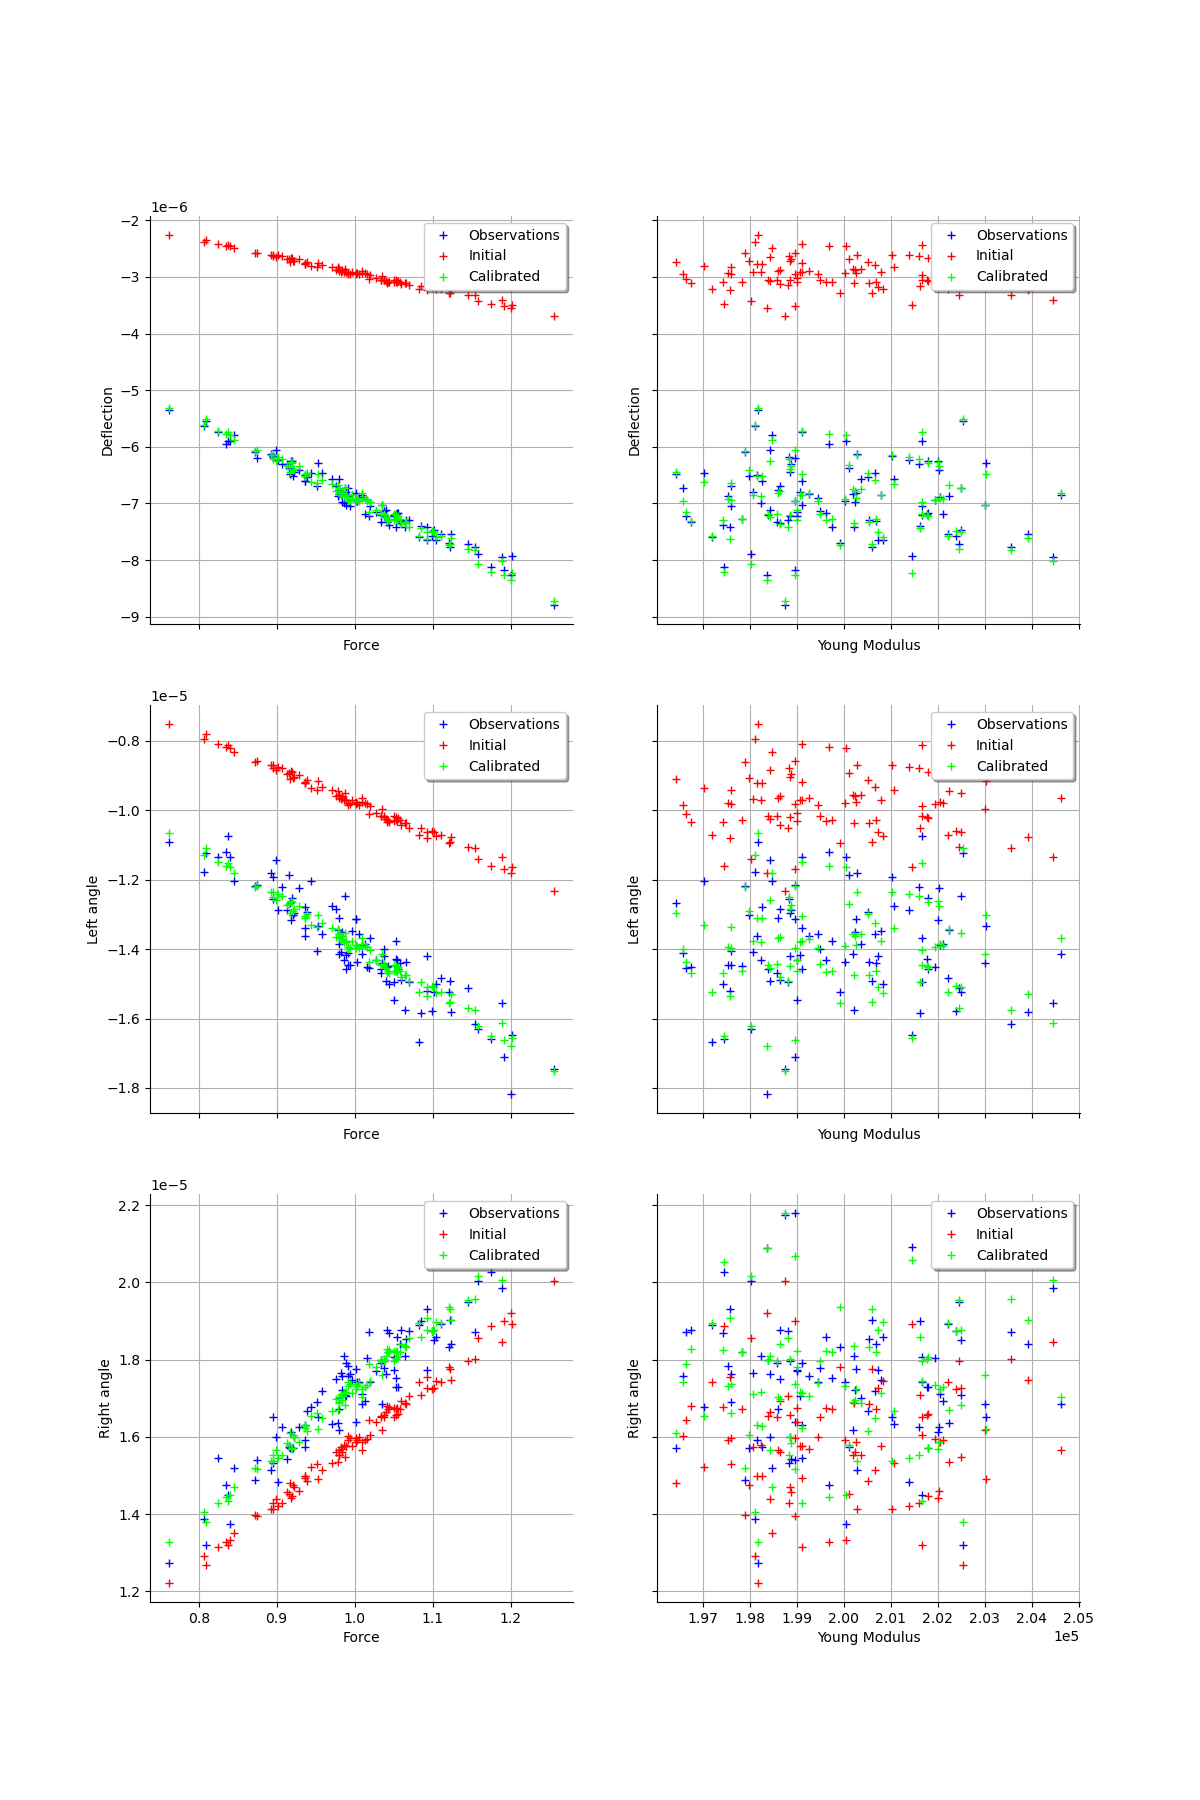 1e−6
−2
−3
−4
−5
−6
−7
−8
−9
Deflection
Force
Observations
Initial
Calibrated
Deflection
Young Modulus
Observations
Initial
Calibrated
1e−5
−0.8
−1.0
−1.2
−1.4
−1.6
−1.8
Left angle
Force
Observations
Initial
Calibrated
Left angle
Young Modulus
Observations
Initial
Calibrated
1e−5
2.2
2.0
1.8
1.6
1.4
1.2
Right angle
0.8 0.9 1.0 1.1 1.2
Force
Observations
Initial
Calibrated
Right angle
1.97 1.98 1.99 2.00 2.01 2.02 2.03 2.04 2.05
1e5
Young Modulus
Observations
Initial
Calibrated